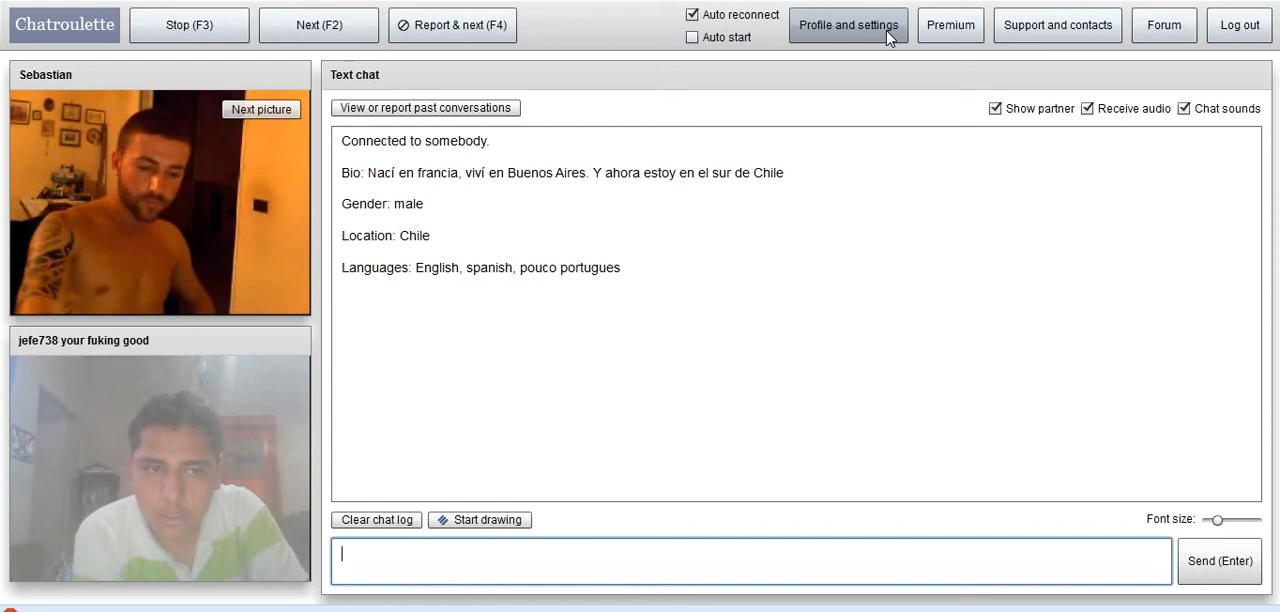 Chatroulette
Stop (F3)
Next (F2)
Report & next (F4)
Auto reconnect
Auto start
Profile and settings
Premium
Support and contacts
Forum
Log out
Sebastian
Next picture
jefe738 your fuking good
Text chat
View or report past conversations
Show partner
Receive audio
Chat sounds
Connected to somebody.
Bio: Nací en francia, viví en Buenos Aires. Y ahora estoy en el sur de Chile
Gender: male
Location: Chile
Languages: English, spanish, pouco portugues
Clear chat log
Start drawing
Font size:
Send (Enter)